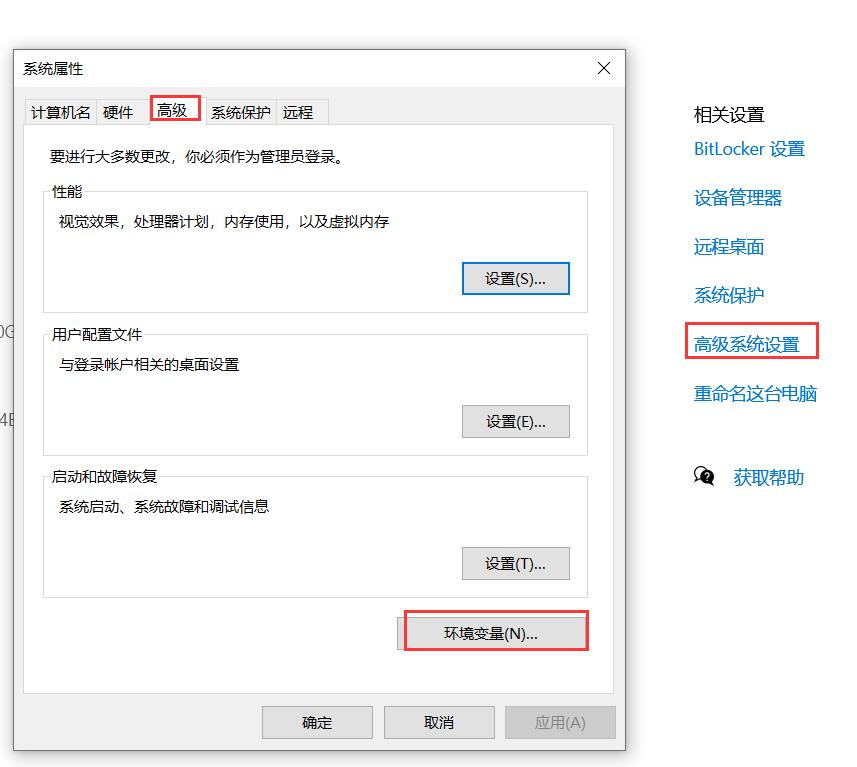 系统属性
计算机名 硬件 高级 系统保护 远程
要进行大多数更改，你必须作为管理员登录。
性能
视觉效果，处理器计划，内存使用，以及虚拟内存
设置(S)...
用户配置文件
与登录帐户相关的桌面设置
设置(E)...
启动和故障恢复
系统启动、系统故障和调试信息
设置(T)...
环境变量(N)...
确定 取消 应用(A)
相关设置
BitLocker 设置
设备管理器
远程桌面
系统保护
高级系统设置
重命名这台电脑
获取帮助